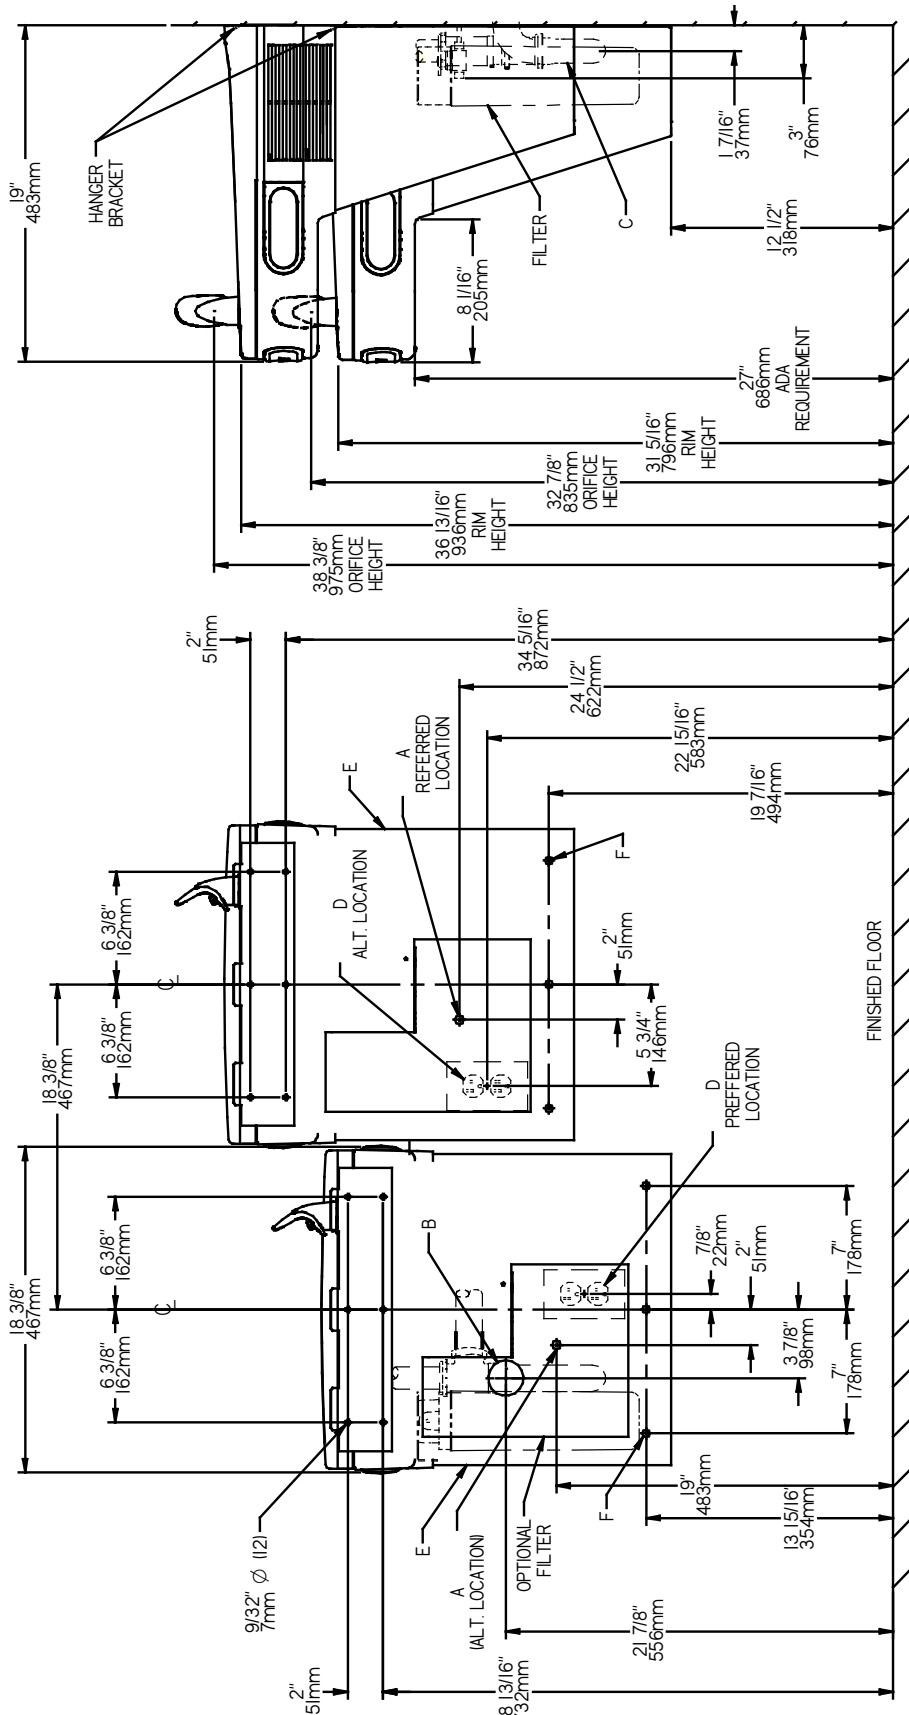 19"
483mm
HANGER
BRACKET
8 1/16"
205mm
FILTER
C
1 7/16"
37mm
3"
76mm
12 1/2"
318mm
27"
686mm
ADA
REQUIREMENT
31 5/16"
796mm
RIM
HEIGHT
32 7/8"
835mm
ORIFICE
HEIGHT
36 13/16"
936mm
RIM
HEIGHT
38 3/8"
975mm
ORIFICE
HEIGHT
2"
51mm
34 5/16"
872mm
24 1/2"
622mm
22 15/16"
583mm
19 7/16"
494mm
A
REFERRED
LOCATION
E
D
ALT. LOCATION
F
6 3/8"
162mm
6 3/8"
162mm
18 3/8"
467mm
CL
2"
51mm
5 3/4"
146mm
FINISHED FLOOR
D
PREFFERED
LOCATION
18 3/8"
467mm
6 3/8"
162mm
6 3/8"
162mm
CL
B
7/8"
22mm
2"
51mm
7"
178mm
3 7/8"
98mm
7"
178mm
9/32"
7mm Ø (12)
E
A
(ALT. LOCATION)
OPTIONAL
FILTER
F
19"
483mm
13 15/16"
354mm
21 7/8"
556mm
2"
51mm
8 13/16"
32mm